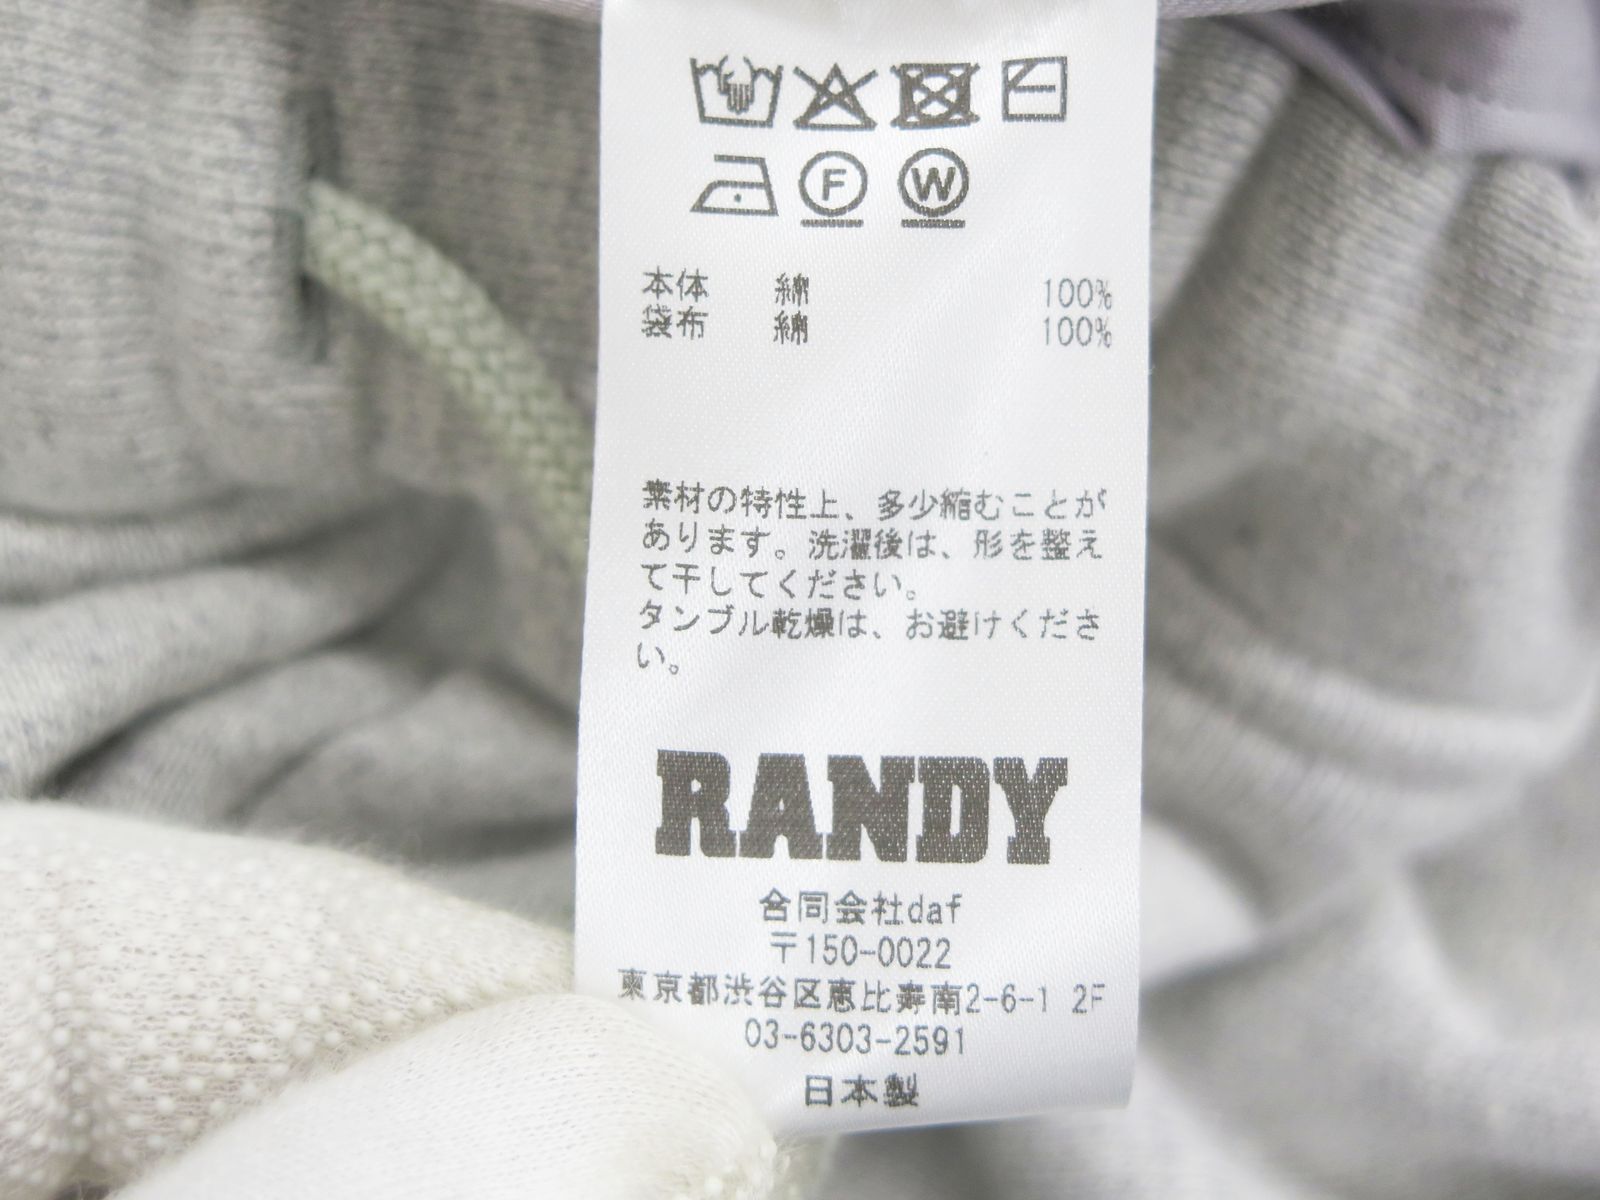 F W
本体 綿 100%
袋布 綿 100%
素材の特性上、多少縮むことが
あります。洗濯後は、形を整え
て干してください。
タンブル乾燥は、お避けくださ
い。
RANDY
合同会社daf
〒150-0022
東京都渋谷区恵比寿南2-6-1 2F
03-6303-2591
日本製